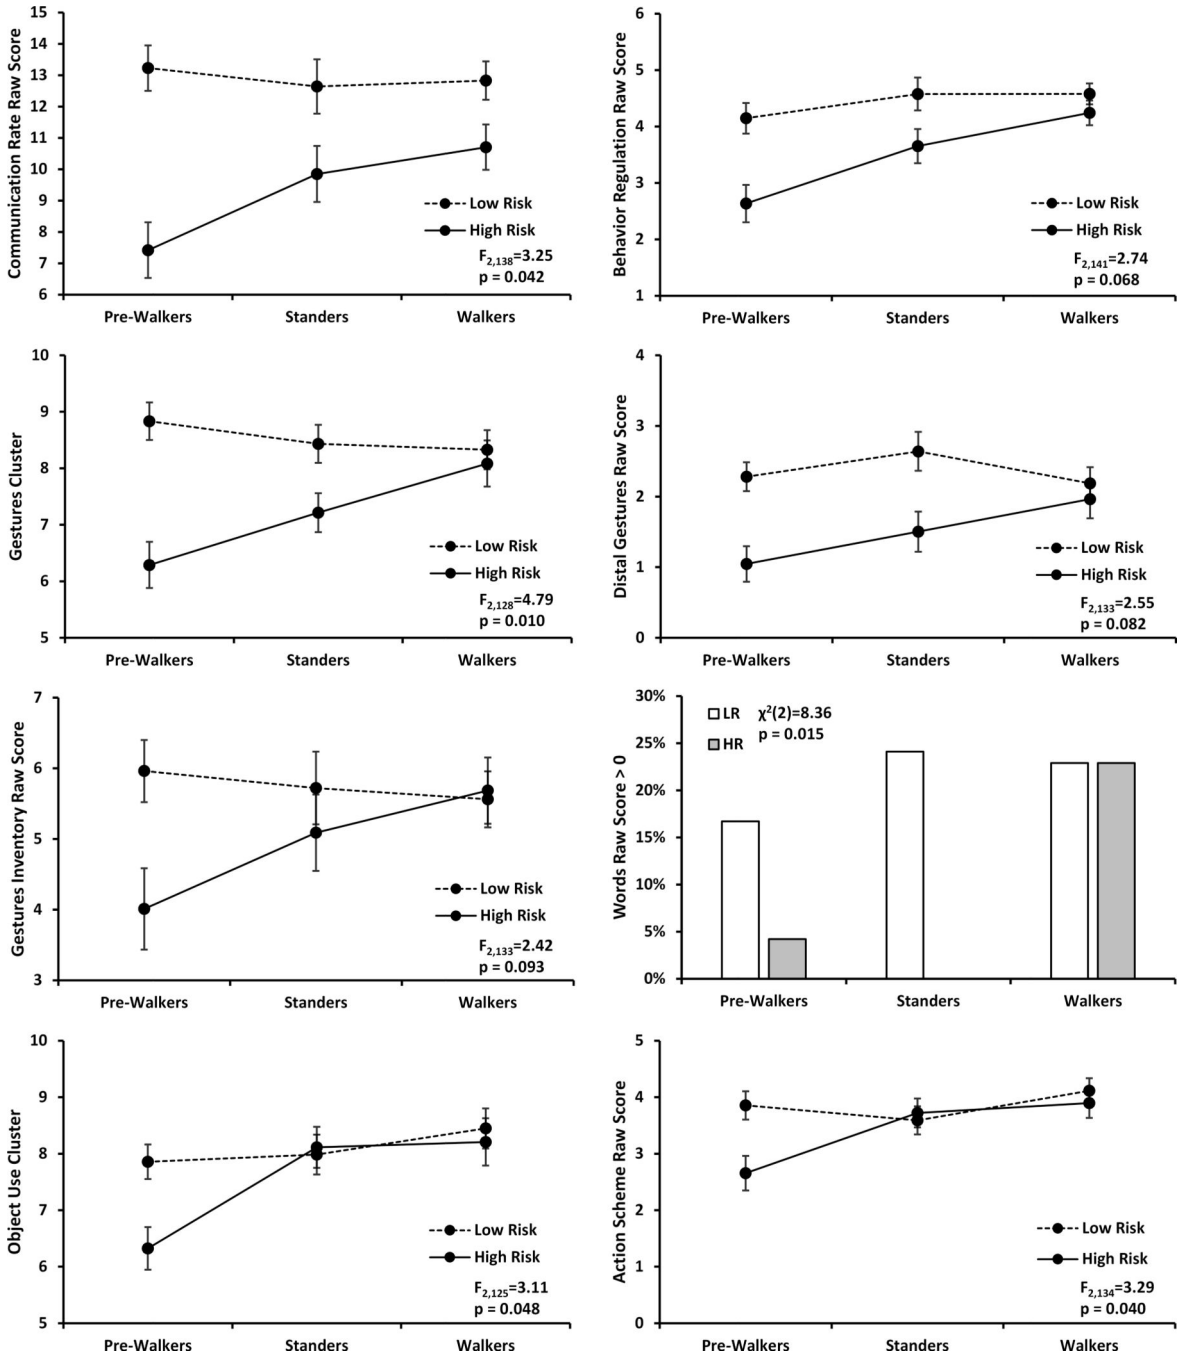 Communication Rate Raw Score
15
14
13
12
11
10
9
8
7
6
Low Risk
High Risk
F2,138=3.25
p = 0.042
Pre-Walkers Standers Walkers
Behavior Regulation Raw Score
6
5
4
3
2
1
Low Risk
High Risk
F2,141=2.74
p = 0.068
Pre-Walkers Standers Walkers
Gestures Cluster
10
9
8
7
6
5
Low Risk
High Risk
F2,128=4.79
p = 0.010
Pre-Walkers Standers Walkers
Distal Gestures Raw Score
4
3
2
1
0
Low Risk
High Risk
F2,133=2.55
p = 0.082
Pre-Walkers Standers Walkers
Gestures Inventory Raw Score
7
6
5
4
3
Low Risk
High Risk
F2,133=2.42
p = 0.093
Pre-Walkers Standers Walkers
Words Raw Score > 0
30%
25%
20%
15%
10%
5%
0%
LR χ²(2)=8.36
p = 0.015
HR
Pre-Walkers Standers Walkers
Object Use Cluster
10
9
8
7
6
5
Low Risk
High Risk
F2,125=3.11
p = 0.048
Pre-Walkers Standers Walkers
Action Scheme Raw Score
5
4
3
2
1
0
Low Risk
High Risk
F2,134=3.29
p = 0.040
Pre-Walkers Standers Walkers